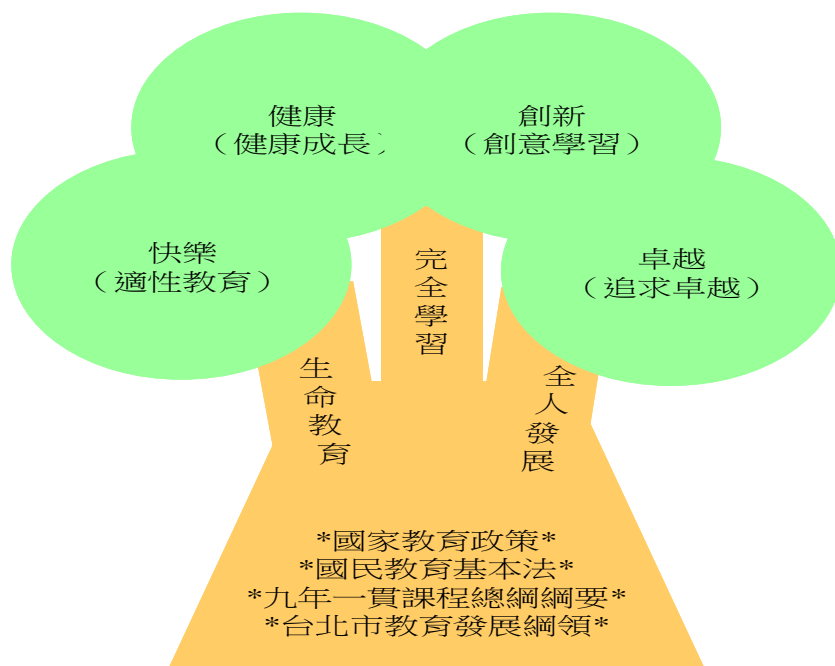 健康
（健康成長）
創新
（創意學習）
快樂
（適性教育）
卓越
（追求卓越）
完全學習
生命教育
全人發展
*國家教育政策*
*國民教育基本法*
*九年一貫課程總綱綱要*
*台北市教育發展綱領*